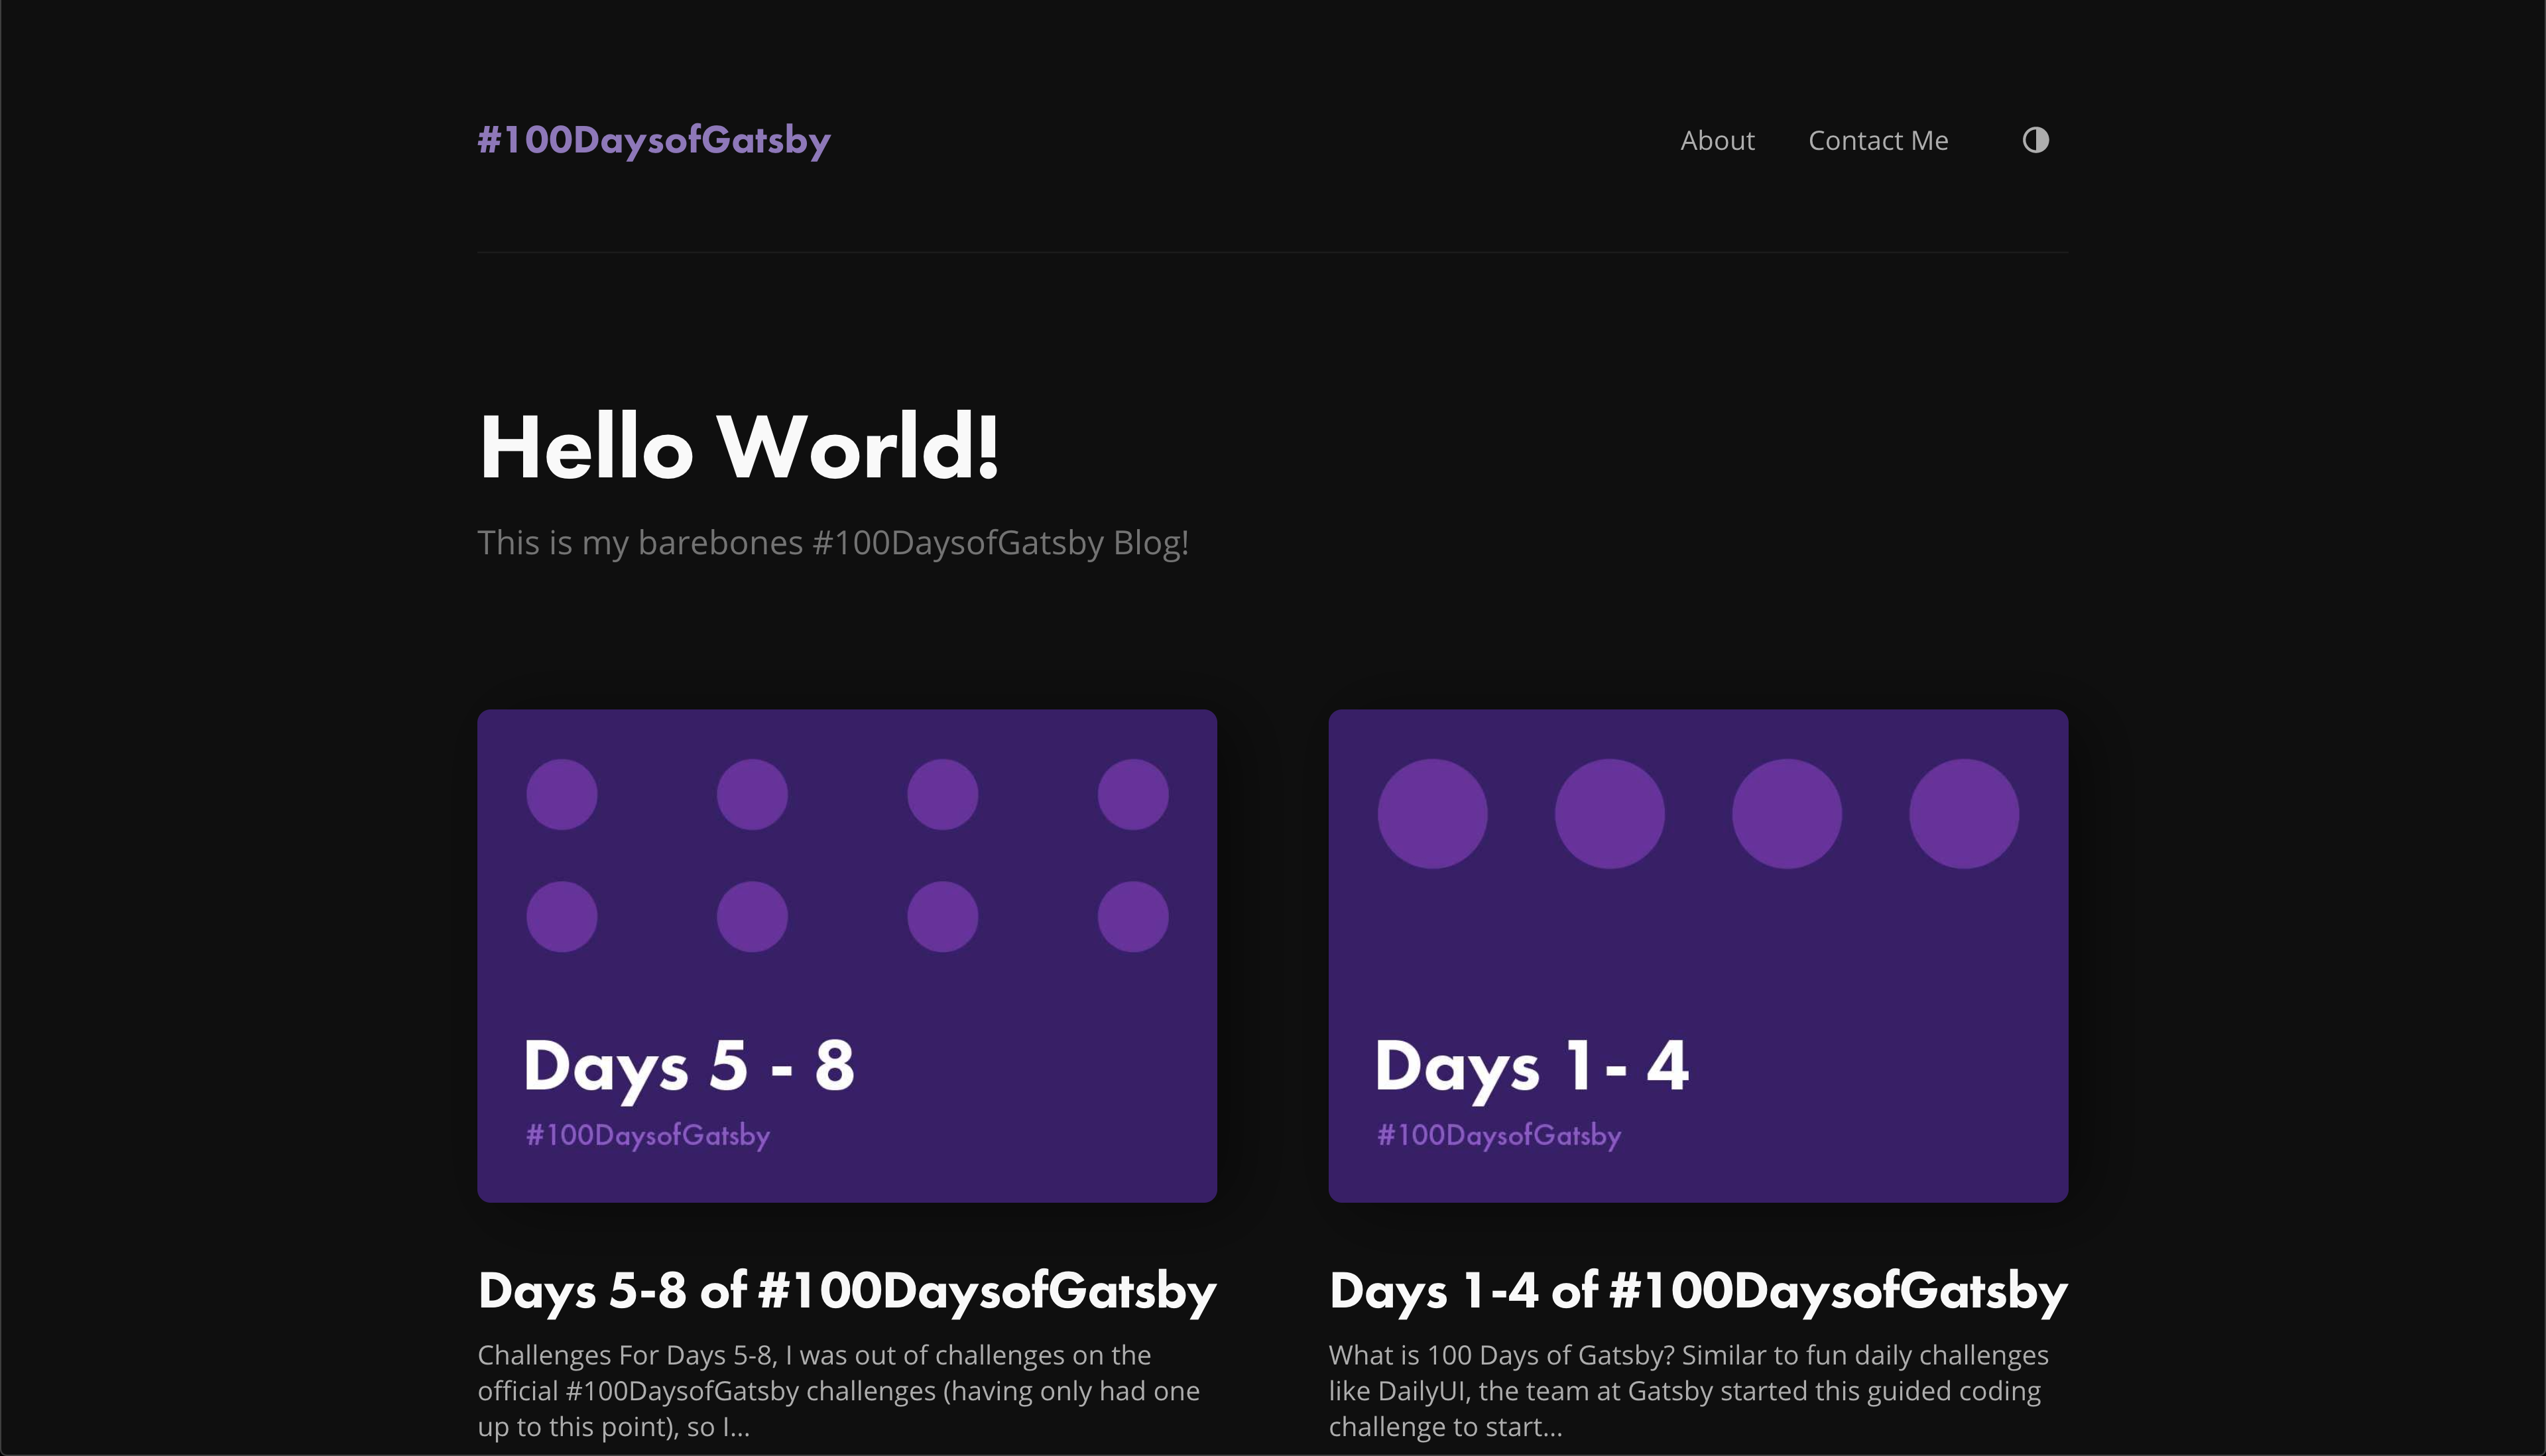 #100DaysofGatsby
About Contact Me
Hello World!
This is my barebones #100DaysofGatsby Blog!
Days 5 - 8
#100DaysofGatsby
Days 5-8 of #100DaysofGatsby
Challenges For Days 5-8, I was out of challenges on the
official #100DaysofGatsby challenges (having only had one
up to this point), so I...
Days 1- 4
#100DaysofGatsby
Days 1-4 of #100DaysofGatsby
What is 100 Days of Gatsby? Similar to fun daily challenges
like DailyUI, the team at Gatsby started this guided coding
challenge to start...